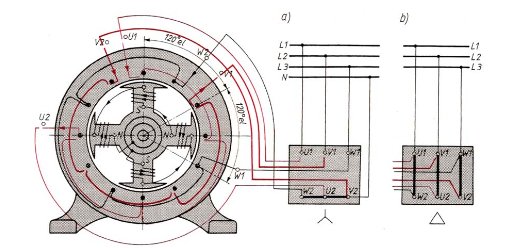 a)
b)
V2
U1
120°el
W2
V1
120°el
U2
W1
S
N
N
S
L1
L2
L3
N
L1
L2
L3
U1 V1 W1
W2 U2 V2
U1 V1 W1
W2 U2 V2